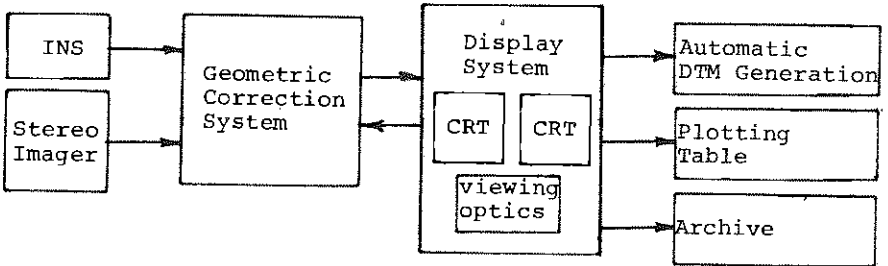 INS
Stereo
Imager
Geometric
Correction
System
Display
System
CRT
CRT
viewing
optics
Automatic
DTM Generation
Plotting
Table
Archive